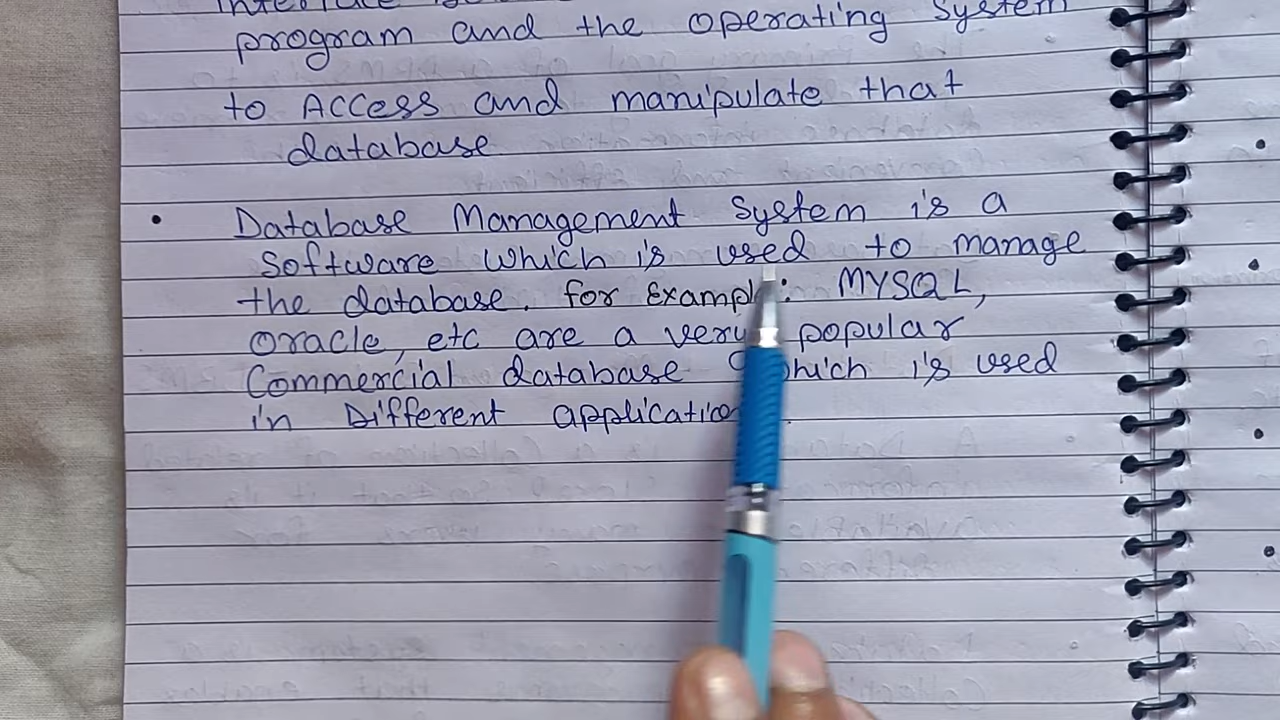 program and the operating system
to Access and manipulate that
database
• Database Management System is a
Software which is used to manage
the database. for Example: MYSQL,
oracle, etc are a very popular
Commercial database which is used
in Different application